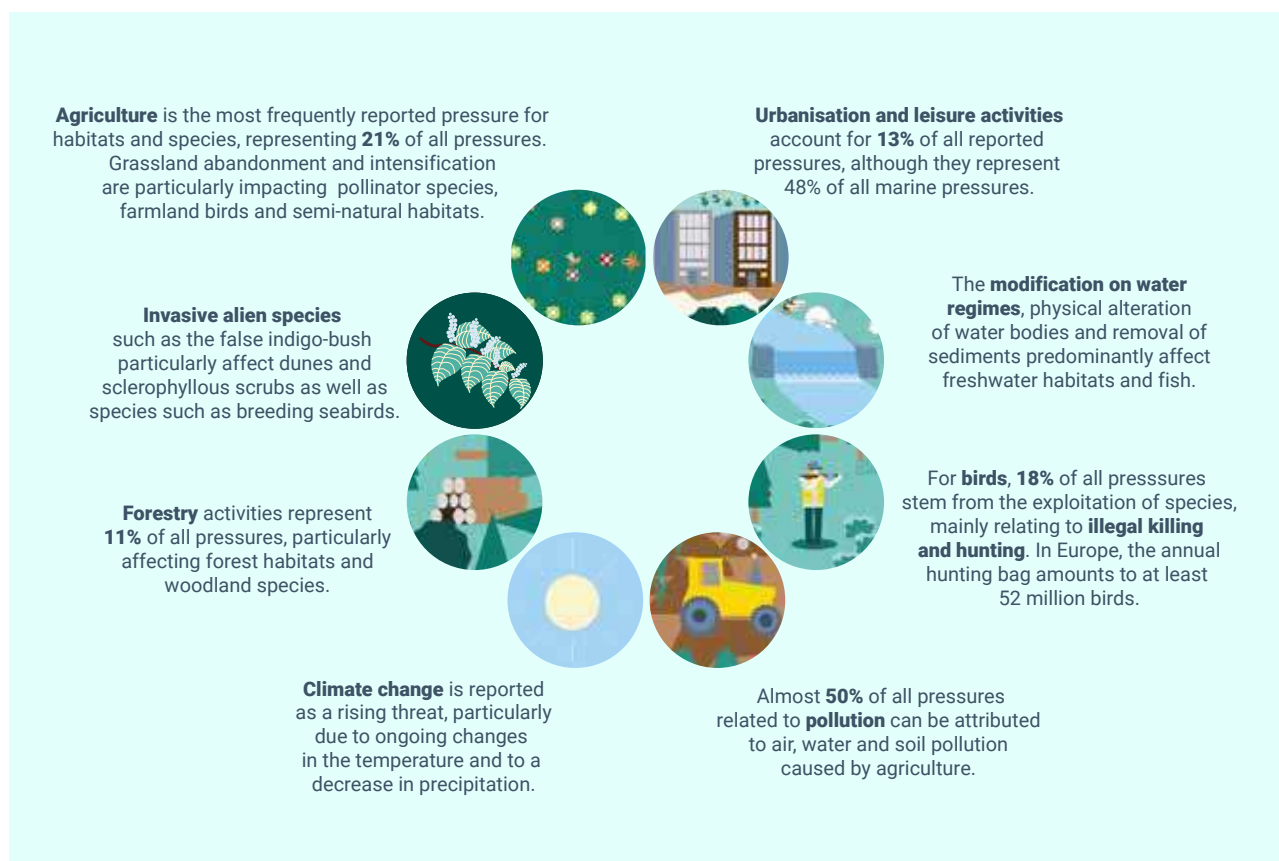 Agriculture is the most frequently reported pressure for
habitats and species, representing 21% of all pressures.
Grassland abandonment and intensification
are particularly impacting pollinator species,
farmland birds and semi-natural habitats.
Urbanisation and leisure activities
account for 13% of all reported
pressures, although they represent
48% of all marine pressures.
Invasive alien species
such as the false indigo-bush
particularly affect dunes and
sclerophyllous scrubs as well as
species such as breeding seabirds.
The modification on water
regimes, physical alteration
of water bodies and removal of
sediments predominantly affect
freshwater habitats and fish.
Forestry activities represent
11% of all pressures, particularly
affecting forest habitats and
woodland species.
For birds, 18% of all presssures
stem from the exploitation of species,
mainly relating to illegal killing
and hunting. In Europe, the annual
hunting bag amounts to at least
52 million birds.
Climate change is reported
as a rising threat, particularly
due to ongoing changes
in the temperature and to a
decrease in precipitation.
Almost 50% of all pressures
related to pollution can be attributed
to air, water and soil pollution
caused by agriculture.